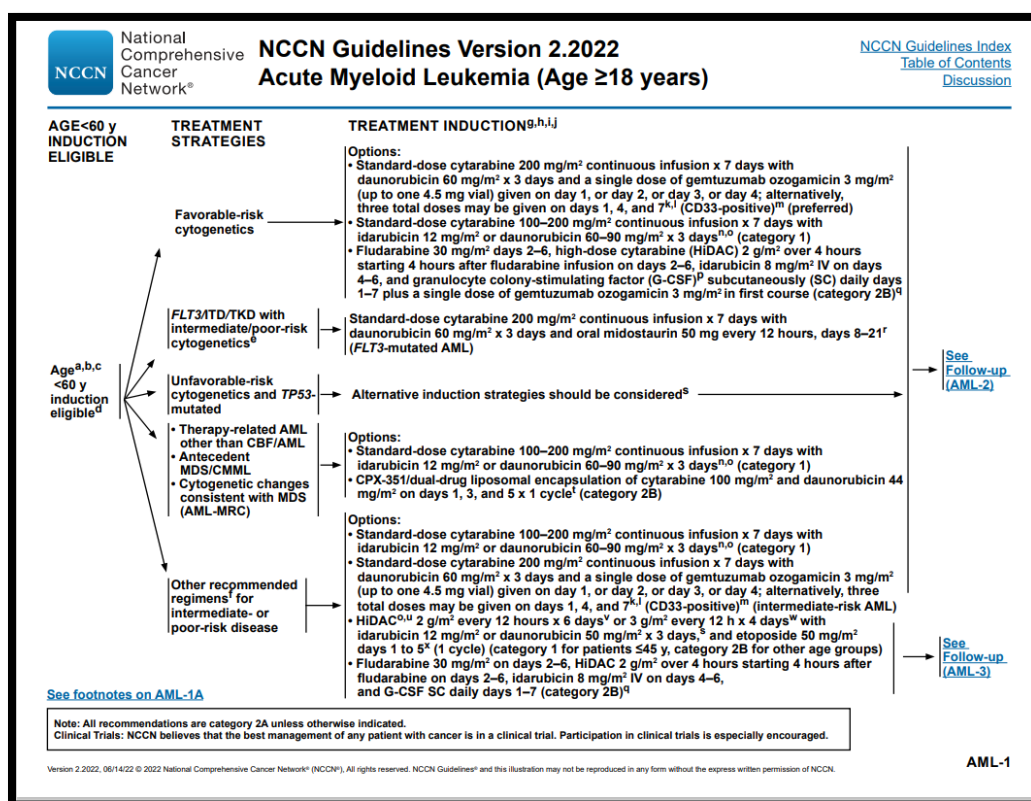 National
Comprehensive
NCCN Cancer
Network®
NCCN Guidelines Version 2.2022
Acute Myeloid Leukemia (Age ≥18 years)
NCCN Guidelines Index
Table of Contents
Discussion
AGE<60 y
INDUCTION
ELIGIBLE
TREATMENT
STRATEGIES
TREATMENT INDUCTIONg,h,i,j
Agea,b,c
<60 y
induction
eligibled
Favorable-risk
cytogenetics
Options:
• Standard-dose cytarabine 200 mg/m² continuous infusion x 7 days with
daunorubicin 60 mg/m² x 3 days and a single dose of gemtuzumab ozogamicin 3 mg/m²
(up to one 4.5 mg vial) given on day 1, or day 2, or day 3, or day 4; alternatively,
three total doses may be given on days 1, 4, and 7k,l (CD33-positive)m (preferred)
• Standard-dose cytarabine 100–200 mg/m² continuous infusion x 7 days with
idarubicin 12 mg/m² or daunorubicin 60–90 mg/m² x 3 daysn,o (category 1)
• Fludarabine 30 mg/m² days 2–6, high-dose cytarabine (HiDAC) 2 g/m² over 4 hours
starting 4 hours after fludarabine infusion on days 2–6, idarubicin 8 mg/m² IV on days
4–6, and granulocyte colony-stimulating factor (G-CSF)p subcutaneously (SC) daily days
1–7 plus a single dose of gemtuzumab ozogamicin 3 mg/m² in first course (category 2B)q
FLT3/ITD/TKD with
intermediate/poor-risk
cytogeneticse
Standard-dose cytarabine 200 mg/m² continuous infusion x 7 days with
daunorubicin 60 mg/m² x 3 days and oral midostaurin 50 mg every 12 hours, days 8–21r
(FLT3-mutated AML)
Unfavorable-risk
cytogenetics and TP53-
mutated
Alternative induction strategies should be considereds
• Therapy-related AML
other than CBF/AML
• Antecedent
MDS/CMML
• Cytogenetic changes
consistent with MDS
(AML-MRC)
Options:
• Standard-dose cytarabine 100–200 mg/m² continuous infusion x 7 days with
idarubicin 12 mg/m² or daunorubicin 60–90 mg/m² x 3 daysn,o (category 1)
• CPX-351/dual-drug liposomal encapsulation of cytarabine 100 mg/m² and daunorubicin 44
mg/m² on days 1, 3, and 5 x 1 cyclet (category 2B)
Other recommended
regimensf for
intermediate- or
poor-risk disease
Options:
• Standard-dose cytarabine 100–200 mg/m² continuous infusion x 7 days with
idarubicin 12 mg/m² or daunorubicin 60–90 mg/m² x 3 daysn,o (category 1)
• Standard-dose cytarabine 200 mg/m² continuous infusion x 7 days with
daunorubicin 60 mg/m² x 3 days and a single dose of gemtuzumab ozogamicin 3 mg/m²
(up to one 4.5 mg vial) given on day 1, or day 2, or day 3, or day 4; alternatively, three
total doses may be given on days 1, 4, and 7k,l (CD33-positive)m (intermediate-risk AML)
• HiDACo,u 2 g/m² every 12 hours x 6 daysv or 3 g/m² every 12 h x 4 daysw with
idarubicin 12 mg/m² or daunorubicin 50 mg/m² x 3 days,s and etoposide 50 mg/m²
days 1 to 5x (1 cycle) (category 1 for patients ≤45 y, category 2B for other age groups)
• Fludarabine 30 mg/m² on days 2–6, HiDAC 2 g/m² over 4 hours starting 4 hours after
fludarabine on days 2–6, idarubicin 8 mg/m² IV on days 4–6,
and G-CSF SC daily days 1–7 (category 2B)q
See
Follow-up
(AML-2)
See
Follow-up
(AML-3)
See footnotes on AML-1A
Note: All recommendations are category 2A unless otherwise indicated.
Clinical Trials: NCCN believes that the best management of any patient with cancer is in a clinical trial. Participation in clinical trials is especially encouraged.
Version 2.2022, 06/14/22 © 2022 National Comprehensive Cancer Network® (NCCN®), All rights reserved. NCCN Guidelines® and this illustration may not be reproduced in any form without the express written permission of NCCN.
AML-1